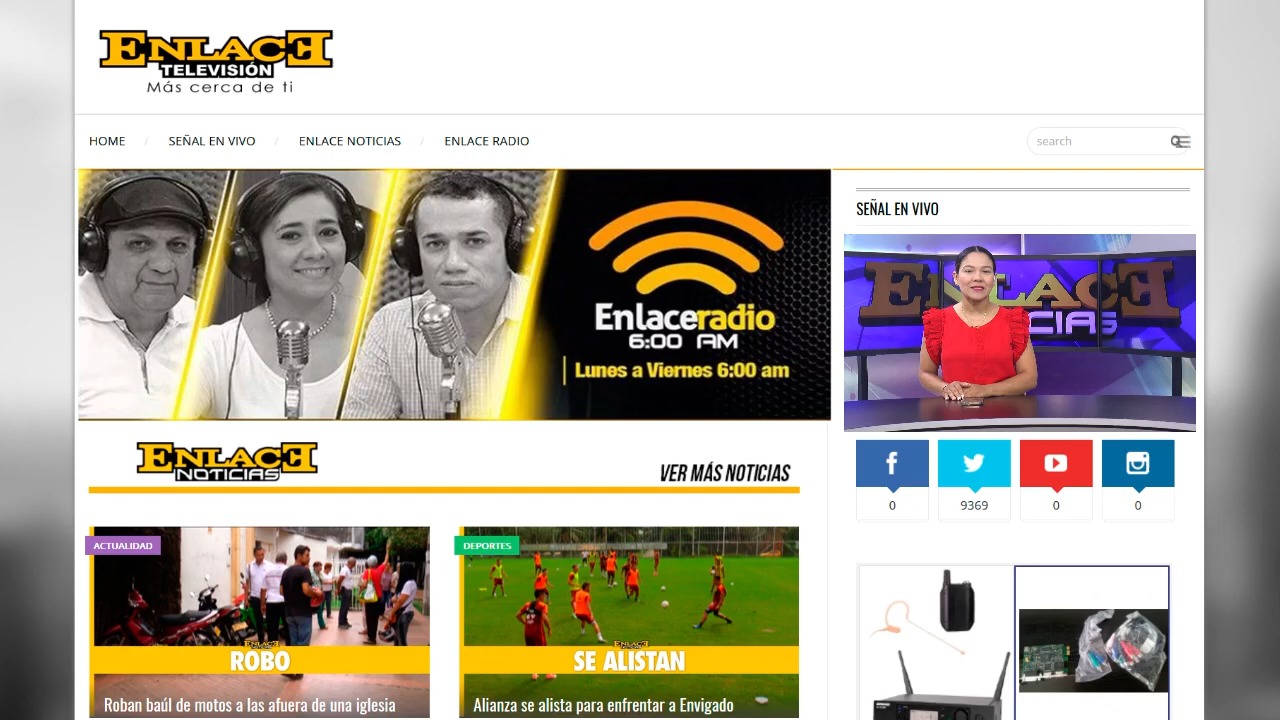 ENLACE
TELEVISIÓN
Más cerca de ti
HOME / SEÑAL EN VIVO / ENLACE NOTICIAS / ENLACE RADIO
search
Enlaceradio
6:00 AM
Lunes a Viernes 6:00 am
SEÑAL EN VIVO
ENLACE
CIAS
0
9369
0
0
ENLACE
NOTICIAS
VER MÁS NOTICIAS
ACTUALIDAD
ENLACE
ROBO
Roban baúl de motos a las afuera de una iglesia
DEPORTES
ENLACE
SE ALISTAN
Alianza se alista para enfrentar a Envigado